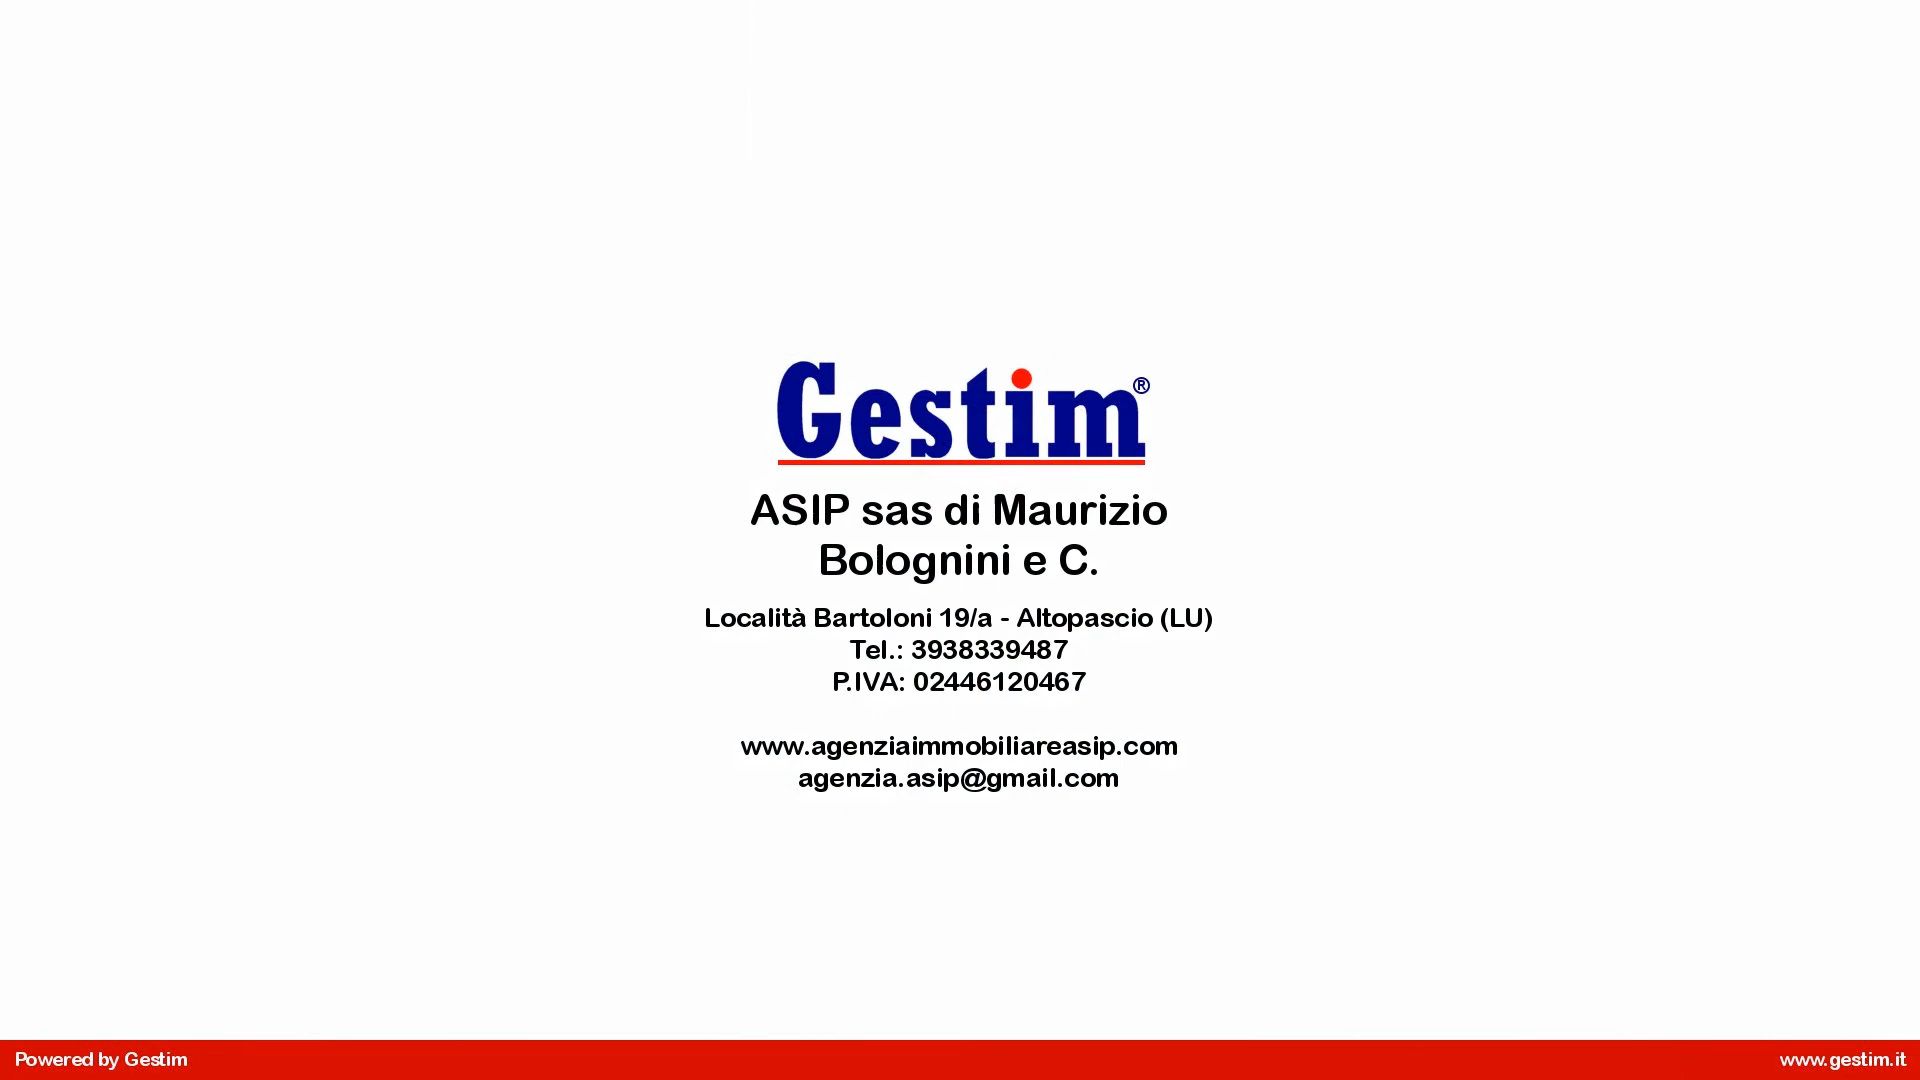 Gestim®
ASIP sas di Maurizio
Bolognini e C.
Località Bartoloni 19/a - Altopascio (LU)
Tel.: 3938339487
P.IVA: 02446120467
www.agenziaimmobiliareasip.com
agenzia.asip@gmail.com
Powered by Gestim
www.gestim.it